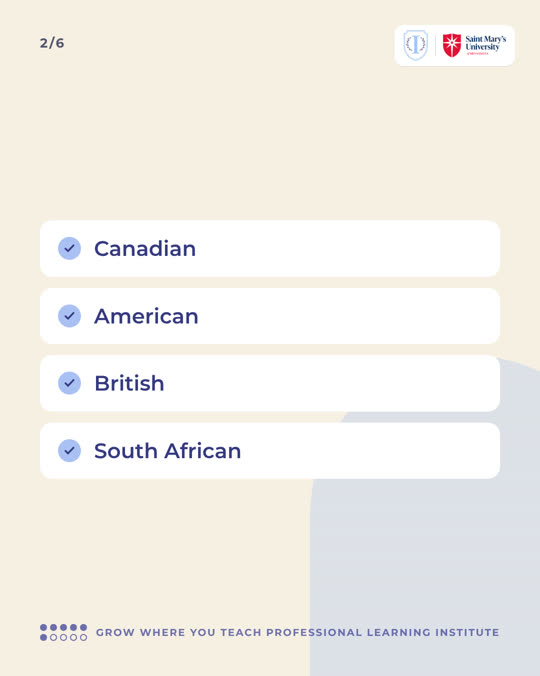 2/6
Saint Mary's
University
Canadian
American
British
South African
GROW WHERE YOU TEACH PROFESSIONAL LEARNING INSTITUTE